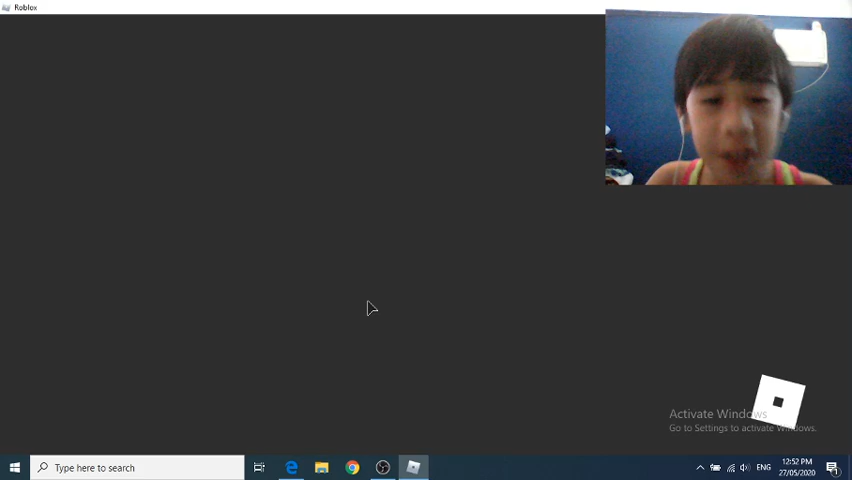 Roblox
Activate Windows
Go to Settings to activate Windows.
Type here to search
ENG
12:52 PM
27/05/2020
1